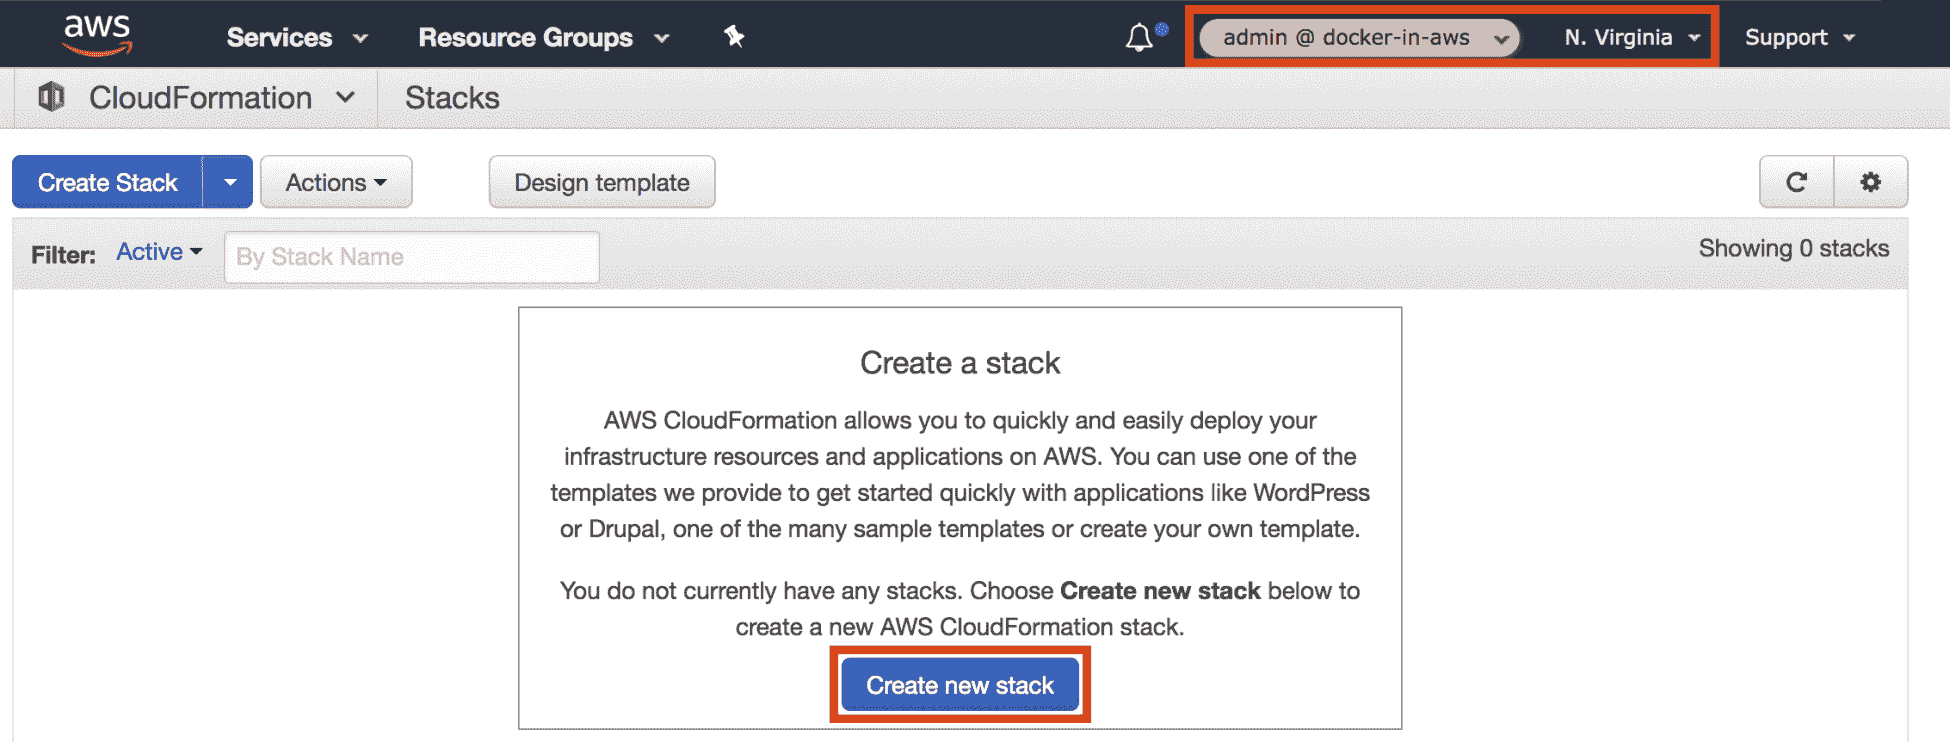 aws Services Resource Groups admin @ docker-in-aws N. Virginia Support
CloudFormation Stacks
Create Stack Actions Design template
Filter: Active By Stack Name Showing 0 stacks
Create a stack
AWS CloudFormation allows you to quickly and easily deploy your
infrastructure resources and applications on AWS. You can use one of the
templates we provide to get started quickly with applications like WordPress
or Drupal, one of the many sample templates or create your own template.
You do not currently have any stacks. Choose Create new stack below to
create a new AWS CloudFormation stack.
Create new stack